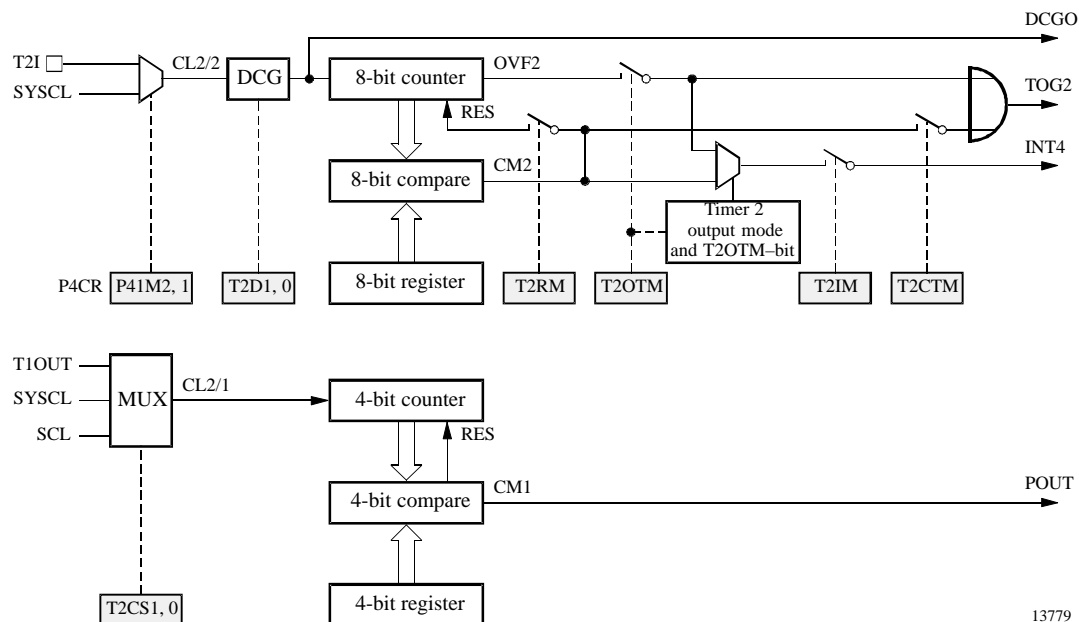 DCGO
T2I
CL2/2
DCG
8-bit counter
OVF2
SYSCL
TOG2
RES
INT4
8-bit compare
CM2
Timer 2
output mode
and T2OTM–bit
P4CR
P41M2, 1
T2D1, 0
8-bit register
T2RM
T2OTM
T2IM
T2CTM
T1OUT
SYSCL
MUX
CL2/1
4-bit counter
SCL
RES
4-bit compare
CM1
POUT
T2CS1, 0
4-bit register
13779